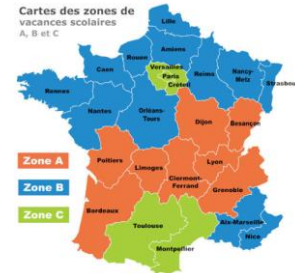 Cartes des zones de
vacances scolaires
A, B et C
Lille
Amiens
Rouen
Caen
Versailles
Paris
Créteil
Reims
Nancy-
Metz
Strasbou
Rennes
Nantes
Orléans-
Tours
Dijon
Besançon
Zone A
Zone B
Zone C
Poitiers
Limoges
Clermont-
Ferrand
Lyon
Grenoble
Bordeaux
Toulouse
Montpellier
Aix-Marseille
Nice